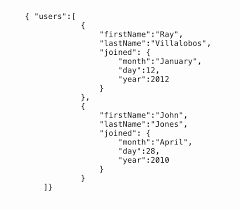 { "users":[
            {
                "firstName":"Ray",
                "lastName":"Villalobos",
                "joined": {
                    "month":"January",
                    "day":12,
                    "year":2012
                }
            },
            {
                "firstName":"John",
                "lastName":"Jones",
                "joined": {
                    "month":"April",
                    "day":28,
                    "year":2010
                }
            }
    ]}